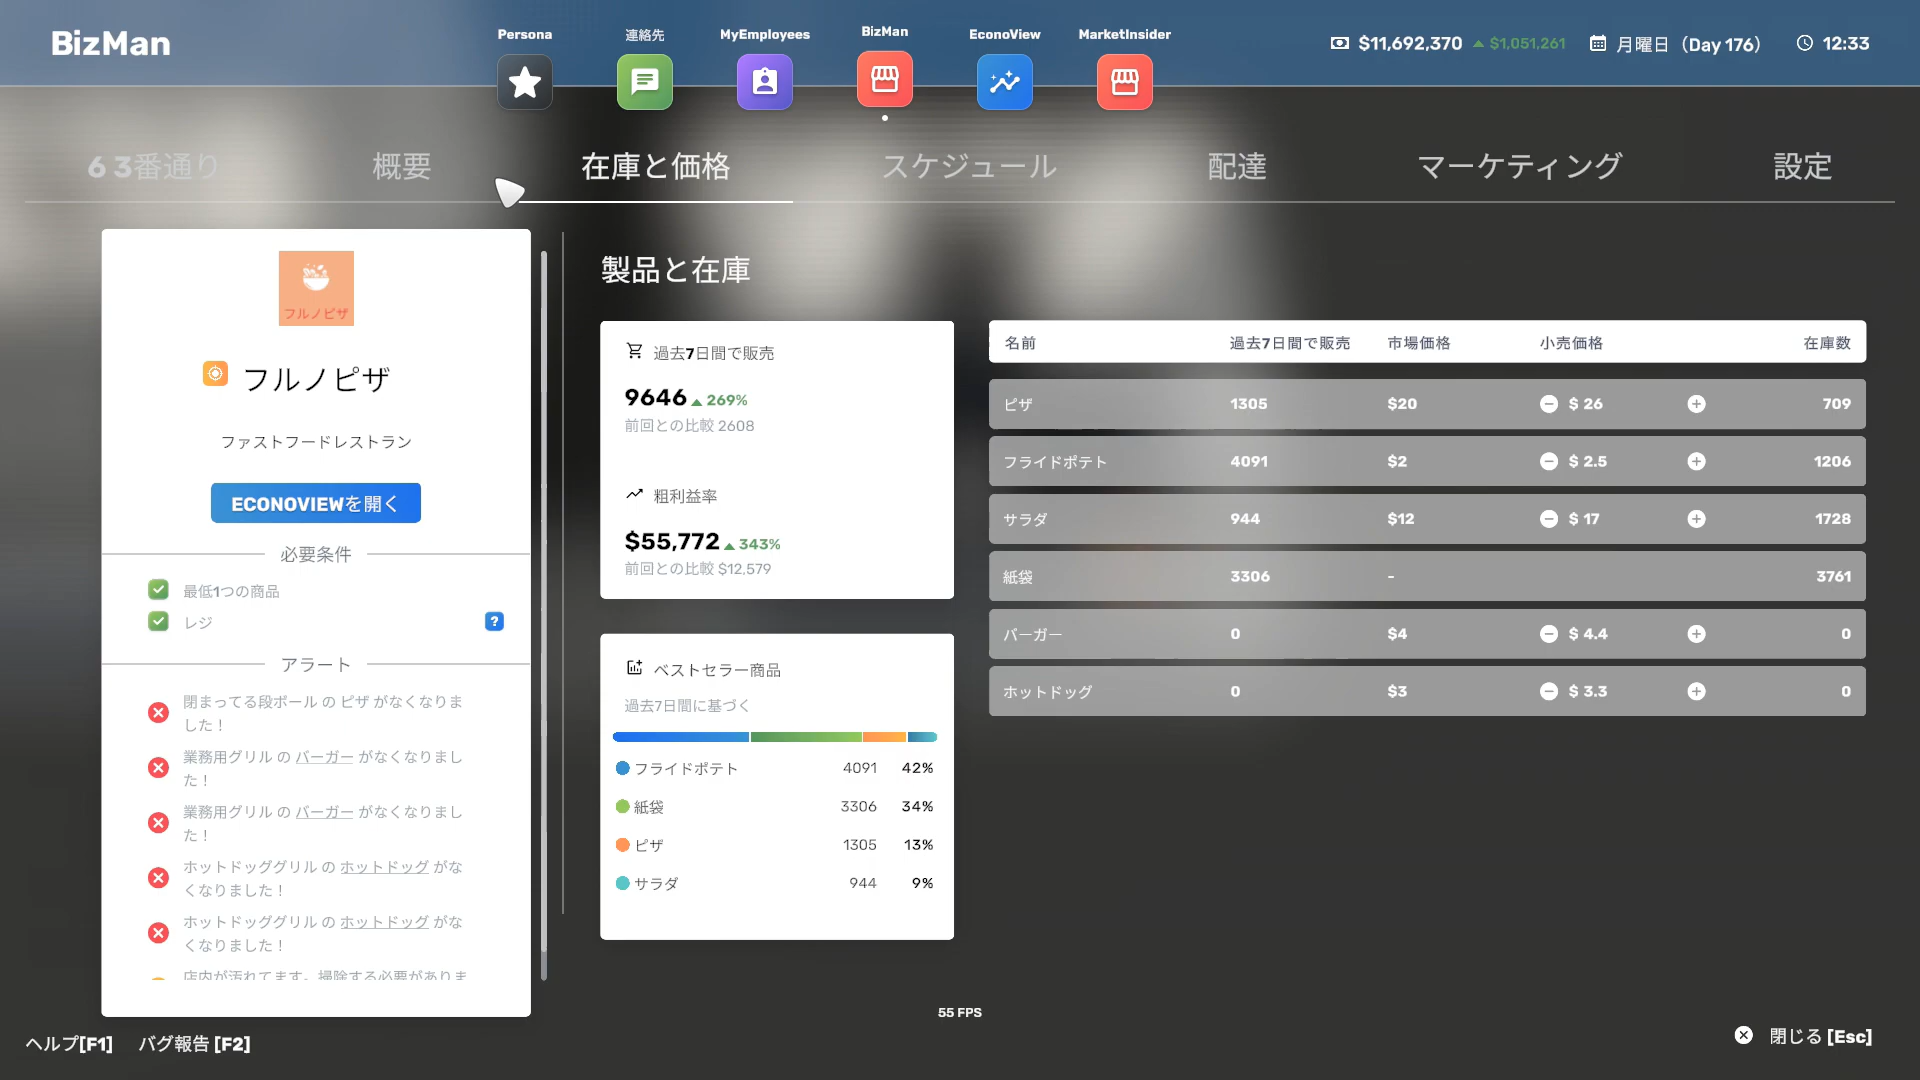 BizMan
Persona
連絡先
MyEmployees
BizMan
EconoView
MarketInsider
$11,692,370 $1,051,261
月曜日 (Day 176)
12:33
6 3番通り
概要
在庫と価格
スケジュール
配達
マーケティング
設定
フルノピザ
フルノピザ
ファストフードレストラン
ECONOVIEWを開く
必要条件
最低1つの商品
レジ
?
アラート
閉まってる段ボール の ピザ がなくなりま
した！
業務用グリル の バーガー がなくなりまし
た！
業務用グリル の バーガー がなくなりまし
た！
ホットドッググリル の ホットドッグ がな
くなりました！
ホットドッググリル の ホットドッグ がな
くなりました！
店内が汚れてます。掃除する必要がありま
製品と在庫
過去7日間で販売
9646 269%
前回との比較 2608
粗利益率
$55,772 343%
前回との比較 $12,579
ベストセラー商品
過去7日間に基づく
フライドポテト 4091 42%
紙袋 3306 34%
ピザ 1305 13%
サラダ 944 9%
名前 過去7日間で販売 市場価格 小売価格 在庫数
ピザ 1305 $20 $ 26 709
フライドポテト 4091 $2 $ 2.5 1206
サラダ 944 $12 $ 17 1728
紙袋 3306 - 3761
バーガー 0 $4 $ 4.4 0
ホットドッグ 0 $3 $ 3.3 0
55 FPS
ヘルプ[F1] バグ報告 [F2]
閉じる [Esc]